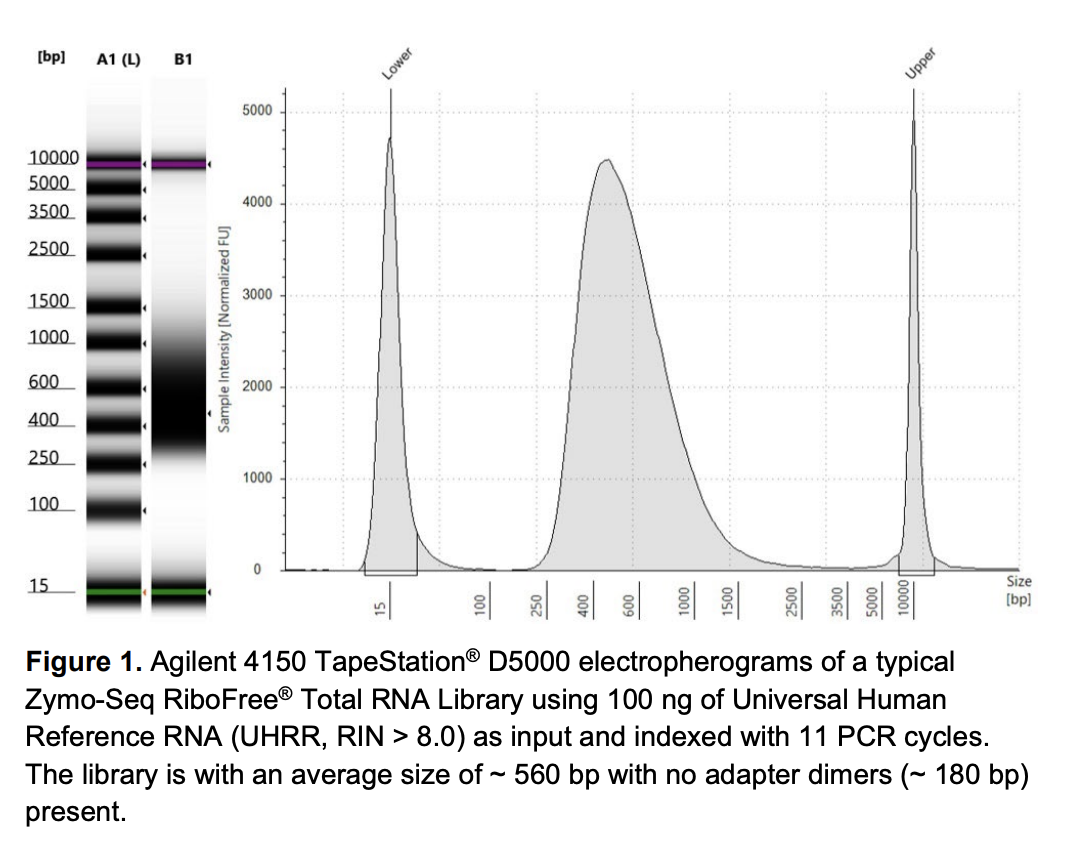 [bp] A1 (L) B1
10000
5000
3500
2500
1500
1000
600
400
250
100
15
Lower
Upper
Sample Intensity [Normalized FU]
5000
4000
3000
2000
1000
0
15
100
250
400
600
1000
1500
2500
3500
5000
10000
Size
[bp]
Figure 1. Agilent 4150 TapeStation® D5000 electropherograms of a typical
Zymo-Seq RiboFree® Total RNA Library using 100 ng of Universal Human
Reference RNA (UHRR, RIN > 8.0) as input and indexed with 11 PCR cycles.
The library is with an average size of ~ 560 bp with no adapter dimers (~ 180 bp)
present.